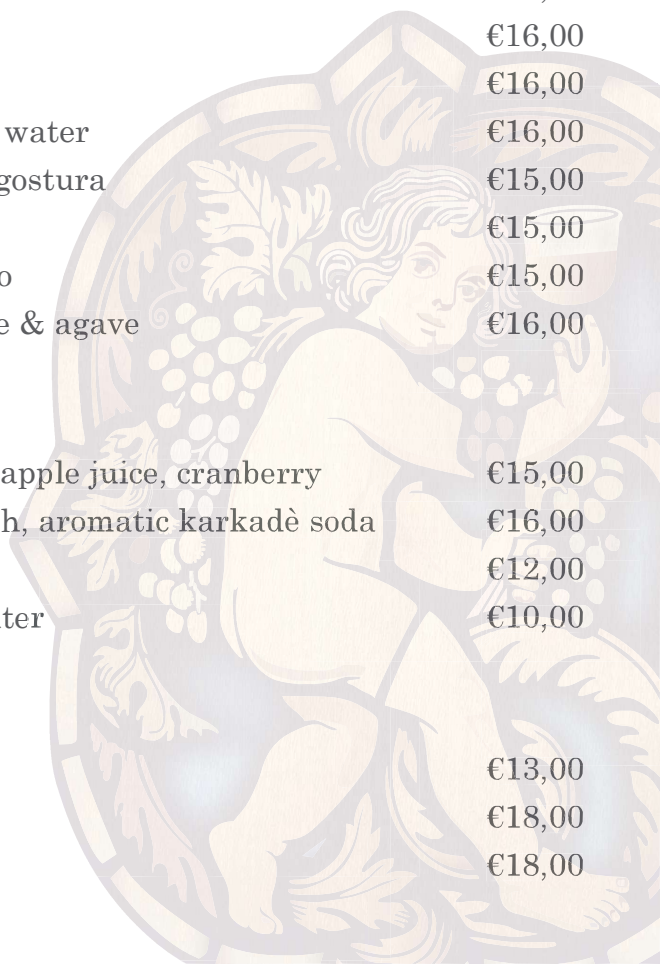 €16,00
€16,00
water €16,00
gostura €15,00
€15,00
o €15,00
e & agave €16,00
apple juice, cranberry €15,00
h, aromatic karkadè soda €16,00
€12,00
ter €10,00
€13,00
€18,00
€18,00